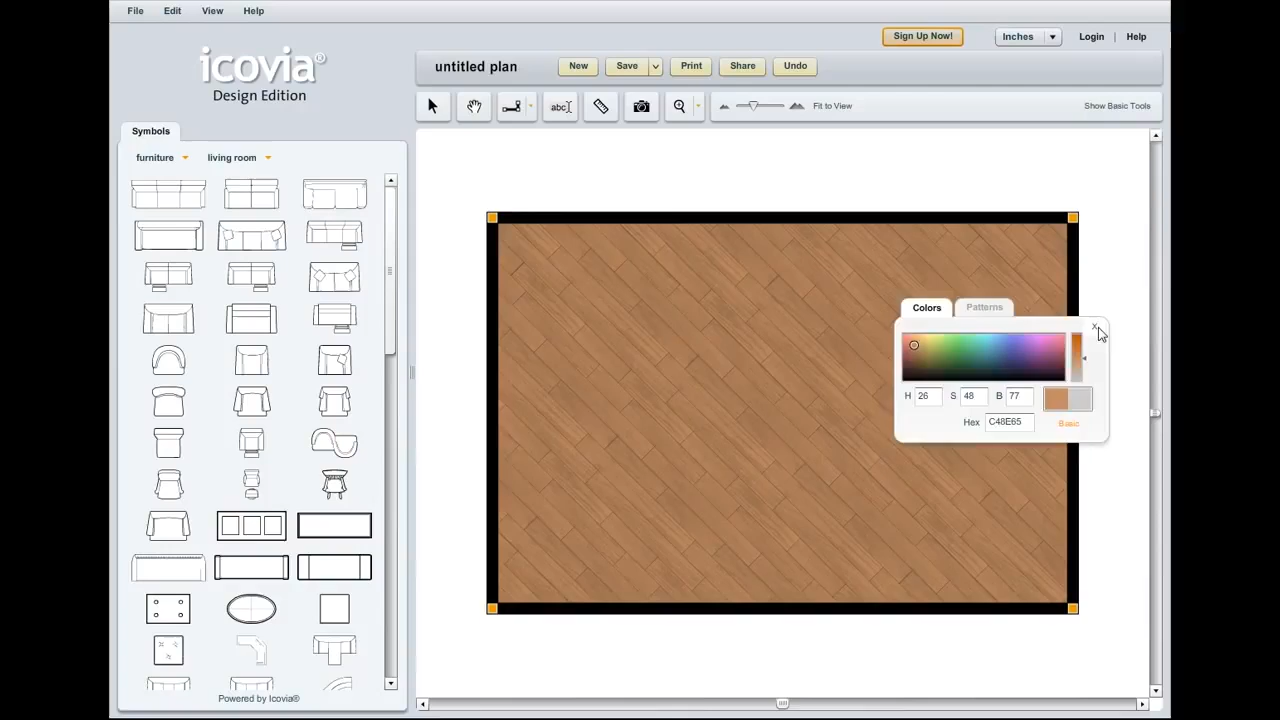 File Edit View Help
Sign Up Now! Inches Login | Help
icovia®
Design Edition
untitled plan New Save Print Share Undo
abc Fit to View Show Basic Tools
Symbols
furniture living room
Colors Patterns
X
H 26 S 48 B 77
Hex C48E65 Basic
Powered by Icovia®